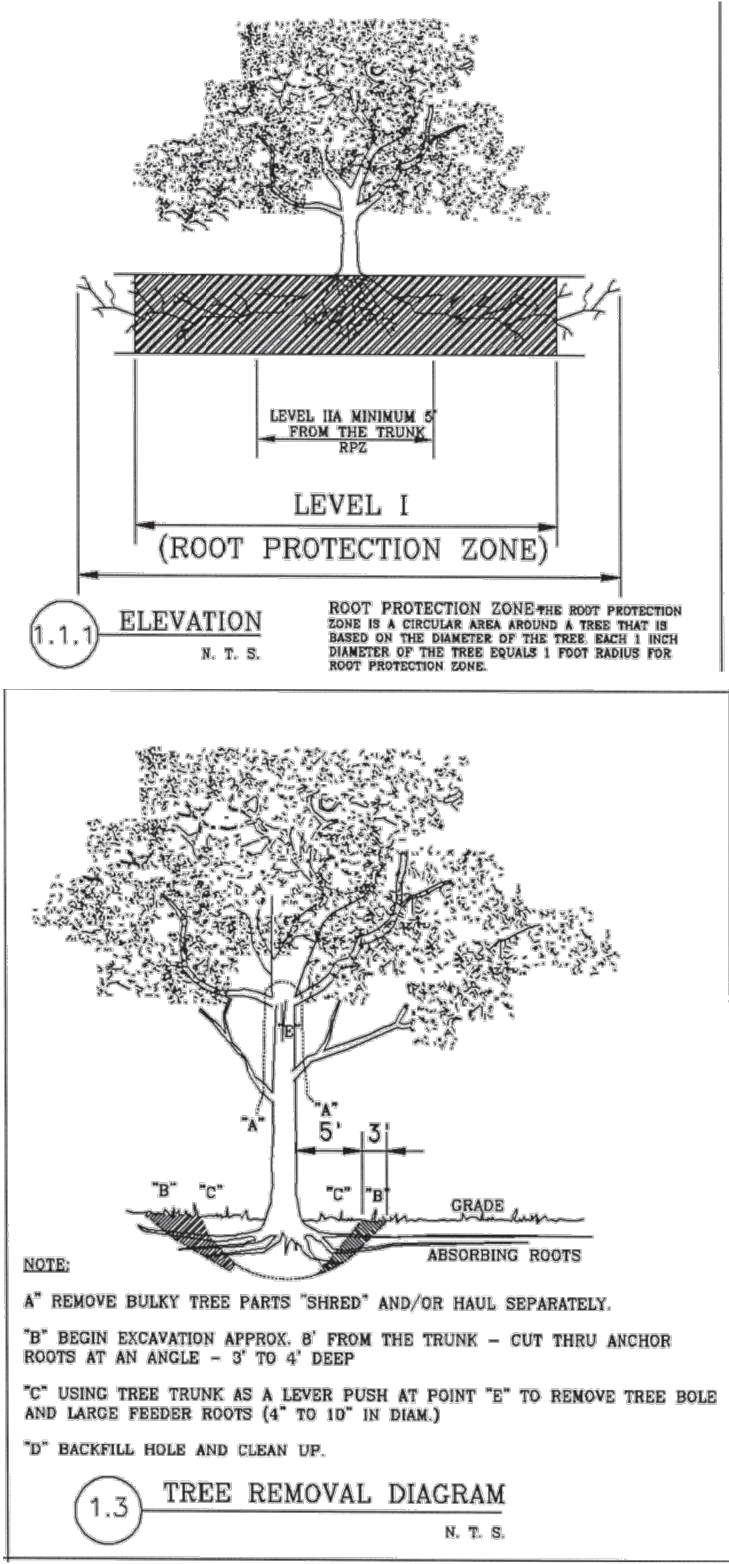 LEVEL IIA MINIMUM 5'
FROM THE TRUNK
RPZ
LEVEL I
(ROOT PROTECTION ZONE)
1.1.1
ELEVATION
N. T. S.
ROOT PROTECTION ZONE-THE ROOT PROTECTION
ZONE IS A CIRCULAR AREA AROUND A TREE THAT IS
BASED ON THE DIAMETER OF THE TREE. EACH 1 INCH
DIAMETER OF THE TREE EQUALS 1 FOOT RADIUS FOR
ROOT PROTECTION ZONE.
"E"
"A"
"A"
5'
3'
"B"
"C"
"C"
"B"
GRADE
ABSORBING ROOTS
NOTE:
A" REMOVE BULKY TREE PARTS "SHRED" AND/OR HAUL SEPARATELY.
"B" BEGIN EXCAVATION APPROX. 8' FROM THE TRUNK – CUT THRU ANCHOR
ROOTS AT AN ANGLE – 3' TO 4' DEEP
"C" USING TREE TRUNK AS A LEVER PUSH AT POINT "E" TO REMOVE TREE BOLE
AND LARGE FEEDER ROOTS (4" TO 10" IN DIAM.)
"D" BACKFILL HOLE AND CLEAN UP.
1.3
TREE REMOVAL DIAGRAM
N. T. S.